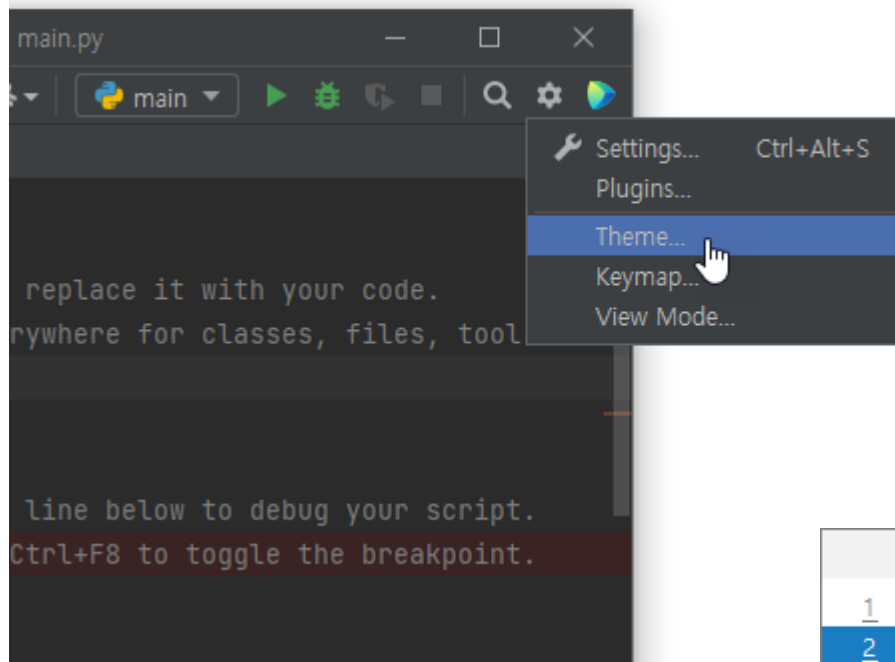 main.py
main
Settings... Ctrl+Alt+S
Plugins...
Theme...
Keymap...
View Mode...
replace it with your code.
rywhere for classes, files, tool
line below to debug your script.
Ctrl+F8 to toggle the breakpoint.
1
2